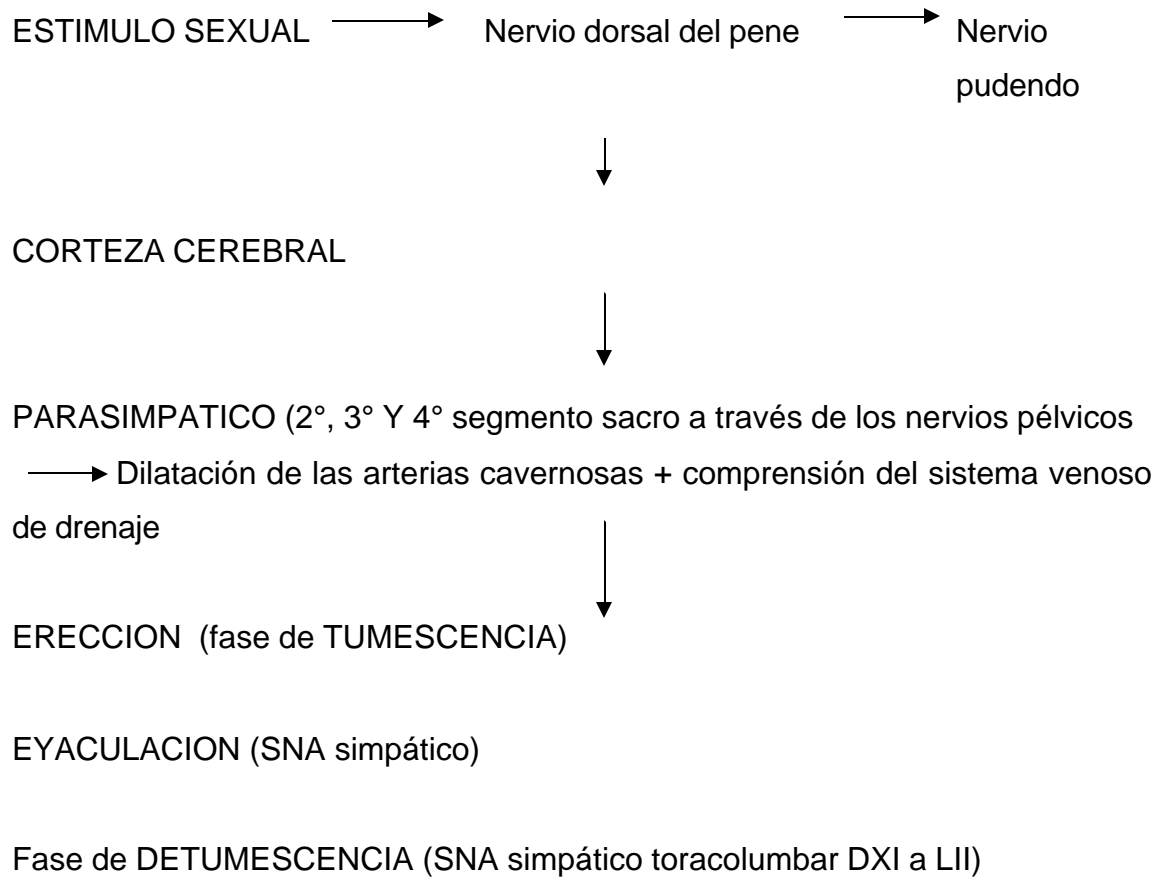 ESTIMULO SEXUAL Nervio dorsal del pene Nervio
pudendo
CORTEZA CEREBRAL
PARASIMPATICO (2°, 3° Y 4° segmento sacro a través de los nervios pélvicos
Dilatación de las arterias cavernosas + comprensión del sistema venoso
de drenaje
ERECCION (fase de TUMESCENCIA)
EYACULACION (SNA simpático)
Fase de DETUMESCENCIA (SNA simpático toracolumbar DXI a LII)